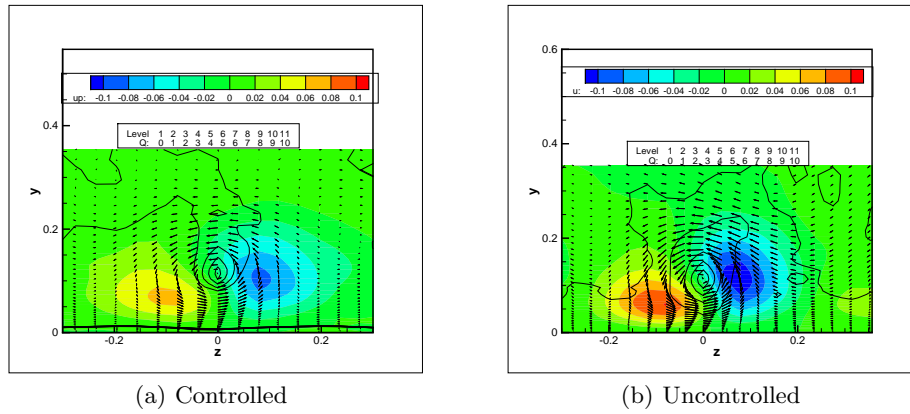 up: -0.1 -0.08 -0.06 -0.04 -0.02 0 0.02 0.04 0.06 0.08 0.1
Level 1 2 3 4 5 6 7 8 9 10 11
Q: 0 1 2 3 4 5 6 7 8 9 10
y
0.4
0.2
0
-0.2 0 0.2
z
(a) Controlled
0.6
u: -0.1 -0.08 -0.06 -0.04 -0.02 0 0.02 0.04 0.06 0.08 0.1
Level 1 2 3 4 5 6 7 8 9 10 11
Q: 0 1 2 3 4 5 6 7 8 9 10
y
0.4
0.2
0
-0.2 0 0.2
z
(b) Uncontrolled